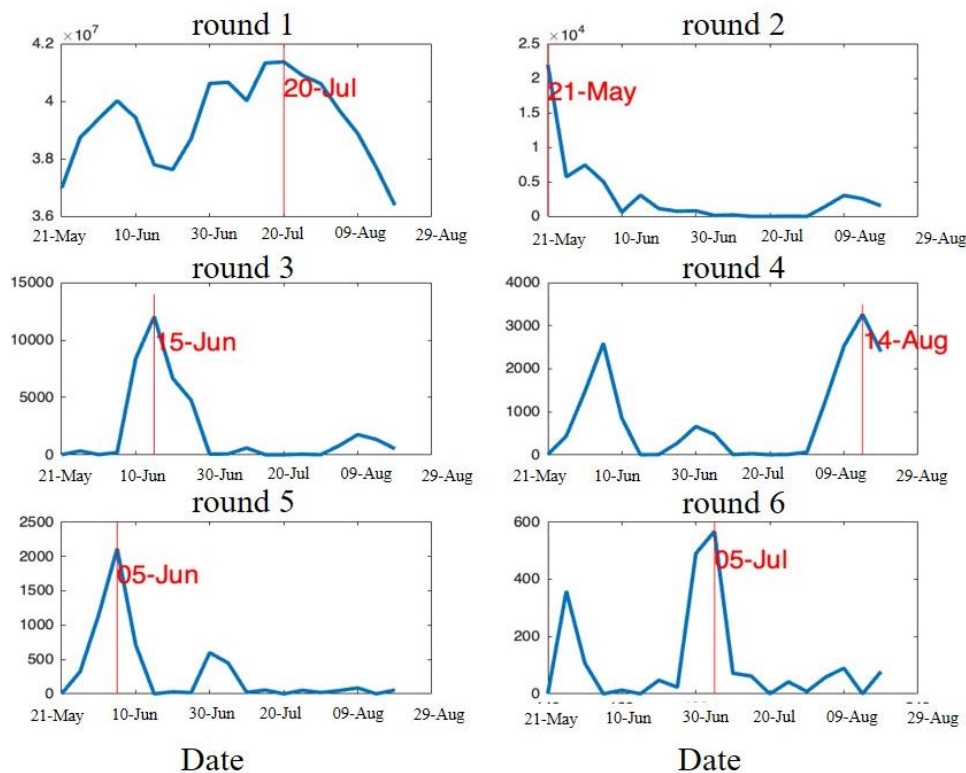 round 1
×10⁷
4.2
4
3.8
3.6
20-Jul
21-May 10-Jun 30-Jun 20-Jul 09-Aug 29-Aug
round 2
×10⁴
2.5
2
1.5
1
0.5
0
21-May
21-May 10-Jun 30-Jun 20-Jul 09-Aug 29-Aug
round 3
15000
10000
5000
0
15-Jun
21-May 10-Jun 30-Jun 20-Jul 09-Aug 29-Aug
round 4
4000
3000
2000
1000
0
14-Aug
21-May 10-Jun 30-Jun 20-Jul 09-Aug 29-Aug
round 5
2500
2000
1500
1000
500
0
05-Jun
21-May 10-Jun 30-Jun 20-Jul 09-Aug 29-Aug
round 6
600
400
200
0
05-Jul
21-May 10-Jun 30-Jun 20-Jul 09-Aug 29-Aug
Date
Date